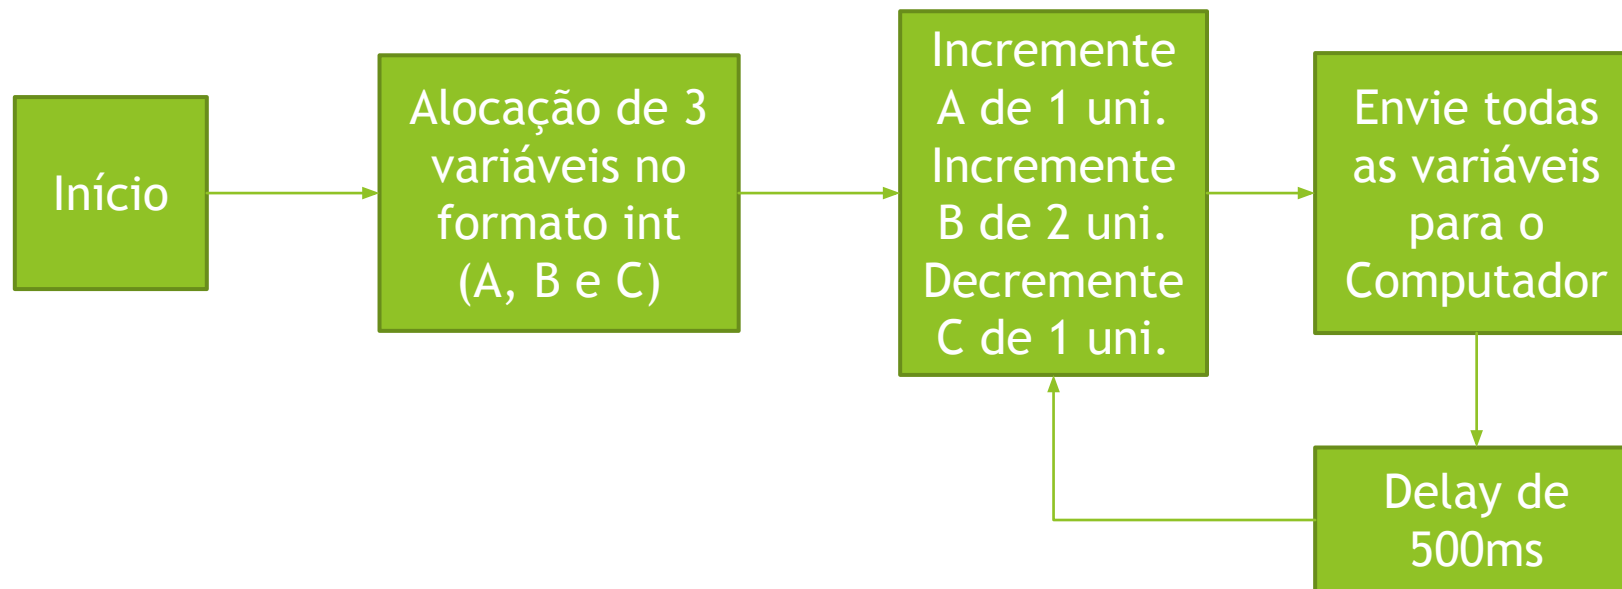 Início
Alocação de 3
variáveis no
formato int
(A, B e C)
Incremente
A de 1 uni.
Incremente
B de 2 uni.
Decremente
C de 1 uni.
Envie todas
as variáveis
para o
Computador
Delay de
500ms